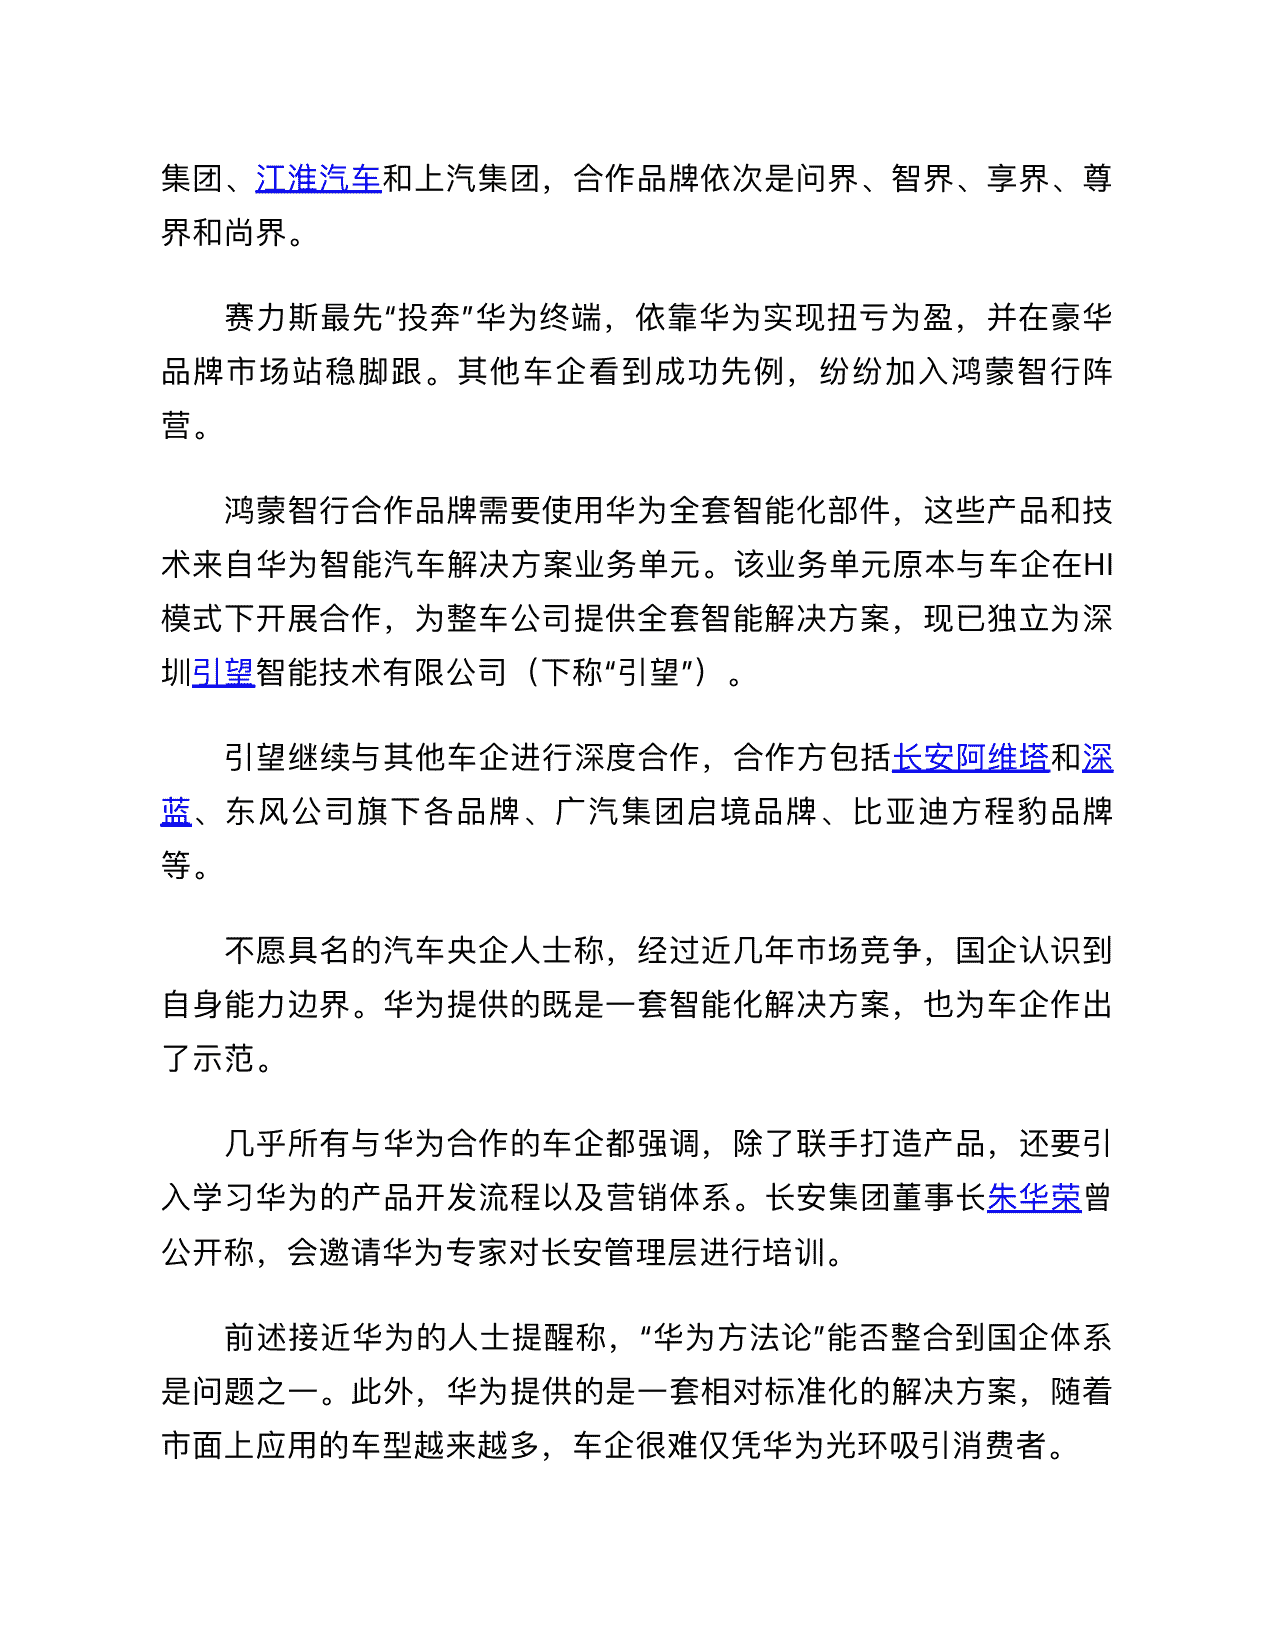 集团、江淮汽车和上汽集团，合作品牌依次是问界、智界、享界、尊
界和尚界。
赛力斯最先“投奔”华为终端，依靠华为实现扭亏为盈，并在豪华
品牌市场站稳脚跟。其他车企看到成功先例，纷纷加入鸿蒙智行阵
营。
鸿蒙智行合作品牌需要使用华为全套智能化部件，这些产品和技
术来自华为智能汽车解决方案业务单元。该业务单元原本与车企在HI
模式下开展合作，为整车公司提供全套智能解决方案，现已独立为深
圳引望智能技术有限公司（下称“引望”）。
引望继续与其他车企进行深度合作，合作方包括长安阿维塔和深
蓝、东风公司旗下各品牌、广汽集团启境品牌、比亚迪方程豹品牌
等。
不愿具名的汽车央企人士称，经过近几年市场竞争，国企认识到
自身能力边界。华为提供的既是一套智能化解决方案，也为车企作出
了示范。
几乎所有与华为合作的车企都强调，除了联手打造产品，还要引
入学习华为的产品开发流程以及营销体系。长安集团董事长朱华荣曾
公开称，会邀请华为专家对长安管理层进行培训。
前述接近华为的人士提醒称，“华为方法论”能否整合到国企体系
是问题之一。此外，华为提供的是一套相对标准化的解决方案，随着
市面上应用的车型越来越多，车企很难仅凭华为光环吸引消费者。